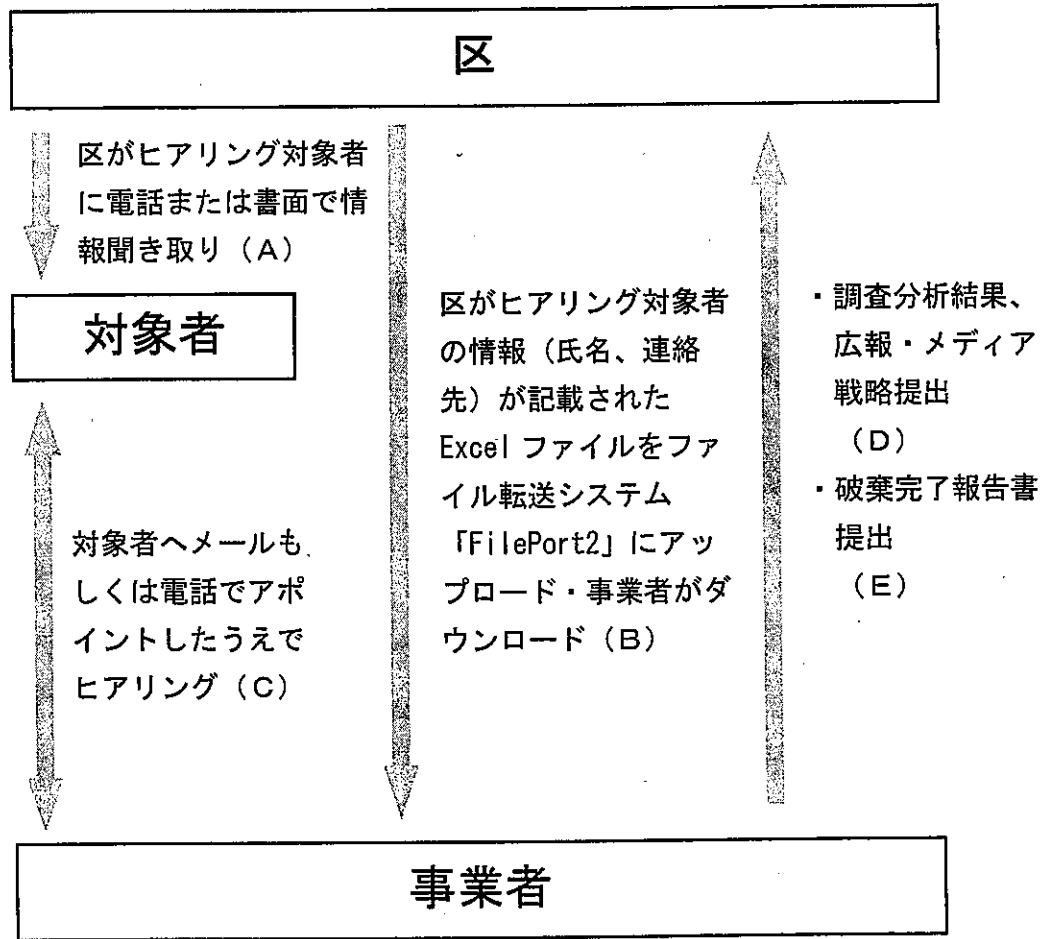 区
区がヒアリング対象者
に電話または書面で情
報聞き取り（A）
対象者
対象者へメールも
しくは電話でアポ
イントしたうえで
ヒアリング（C）
区がヒアリング対象者
の情報（氏名、連絡
先）が記載された
Excel ファイルをファ
イル転送システム
「FilePort2」にアッ
プロード・事業者がダ
ウンロード（B）
・調査分析結果、
広報・メディア
戦略提出
（D）
・破棄完了報告書
提出
（E）
事業者